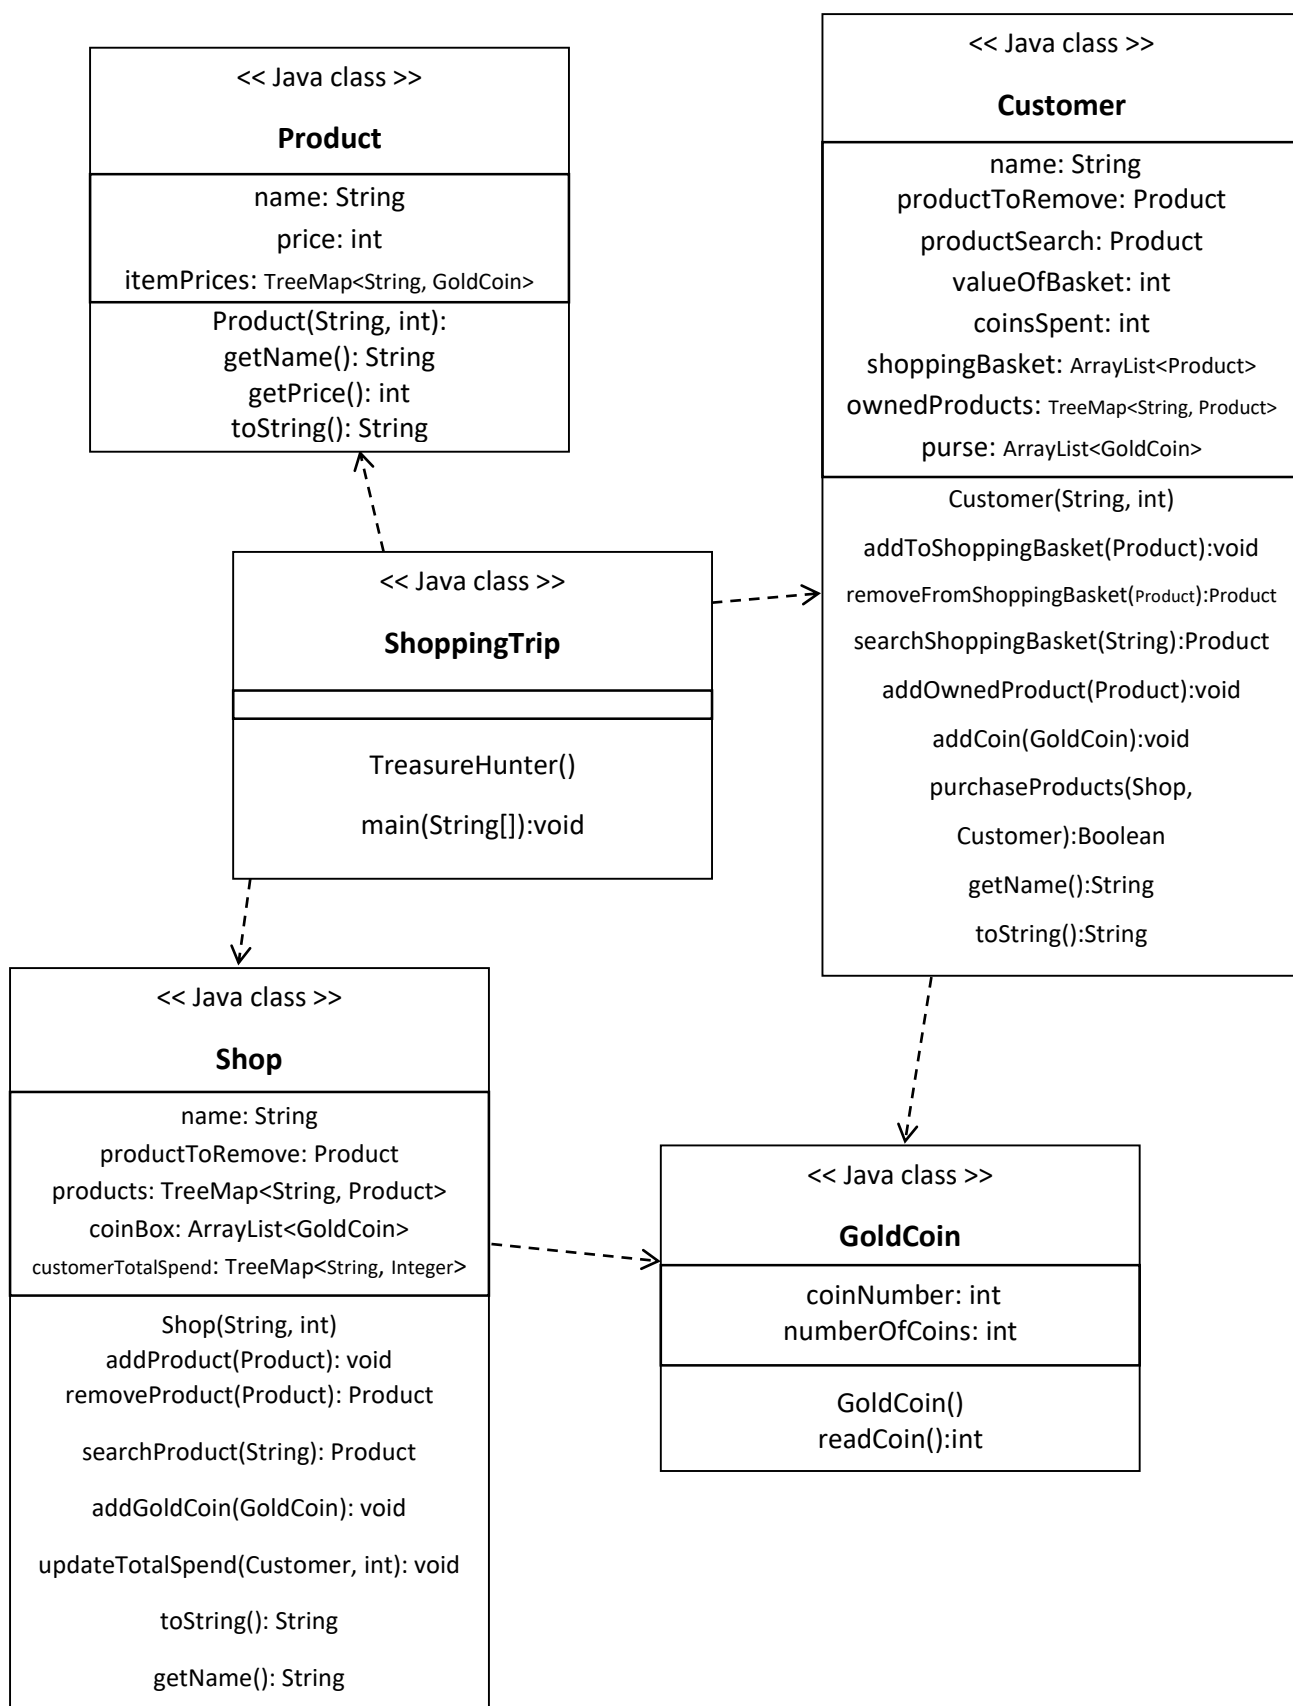 << Java class >>
Product
name: String
price: int
itemPrices: TreeMap<String, GoldCoin>
Product(String, int):
getName(): String
getPrice(): int
toString(): String
<< Java class >>
Customer
name: String
productToRemove: Product
productSearch: Product
valueOfBasket: int
coinsSpent: int
shoppingBasket: ArrayList<Product>
ownedProducts: TreeMap<String, Product>
purse: ArrayList<GoldCoin>
Customer(String, int)
addToShoppingBasket(Product):void
removeFromShoppingBasket(Product):Product
searchShoppingBasket(String):Product
addOwnedProduct(Product):void
addCoin(GoldCoin):void
purchaseProducts(Shop,
Customer):Boolean
getName():String
toString():String
<< Java class >>
ShoppingTrip
TreasureHunter()
main(String[]):void
<< Java class >>
Shop
name: String
productToRemove: Product
products: TreeMap<String, Product>
coinBox: ArrayList<GoldCoin>
customerTotalSpend: TreeMap<String, Integer>
Shop(String, int)
addProduct(Product): void
removeProduct(Product): Product
searchProduct(String): Product
addGoldCoin(GoldCoin): void
updateTotalSpend(Customer, int): void
toString(): String
getName(): String
<< Java class >>
GoldCoin
coinNumber: int
numberOfCoins: int
GoldCoin()
readCoin():int